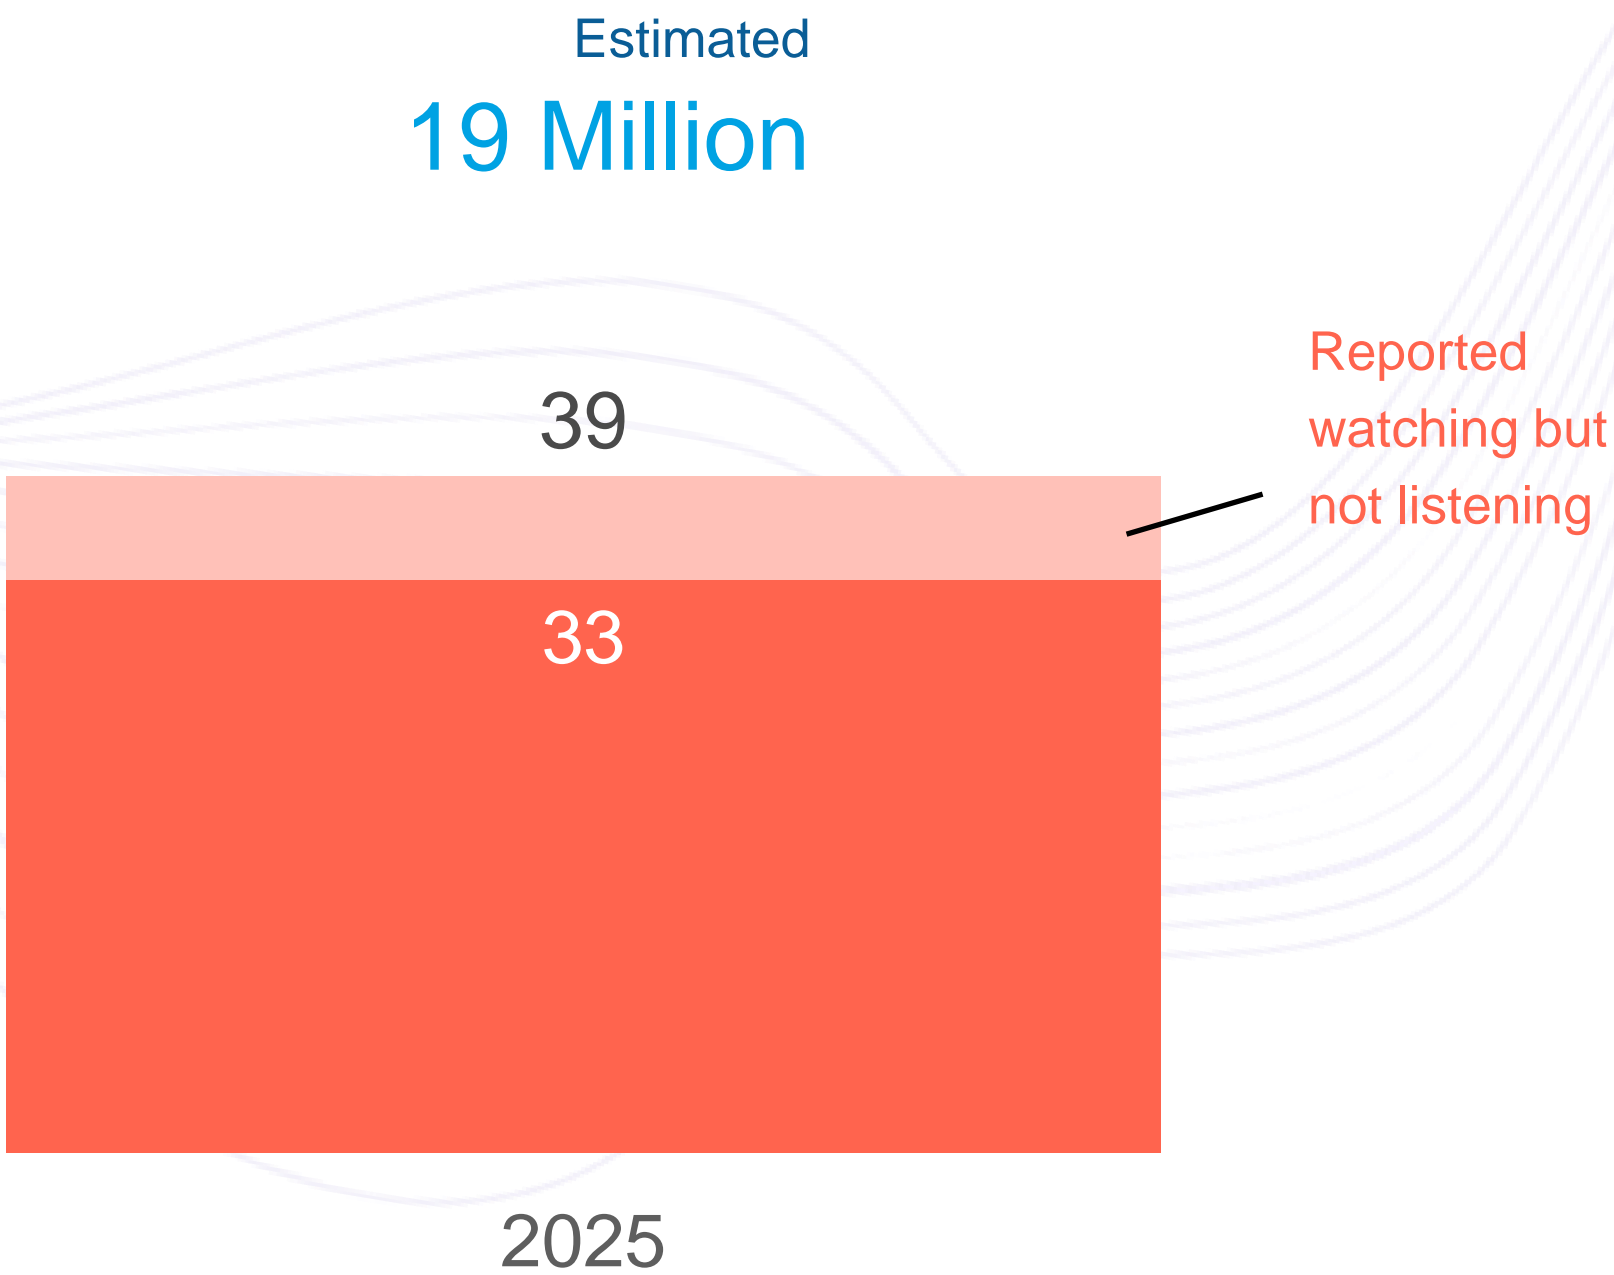 Estimated
19 Million
39
Reported
watching but
not listening
33
2025